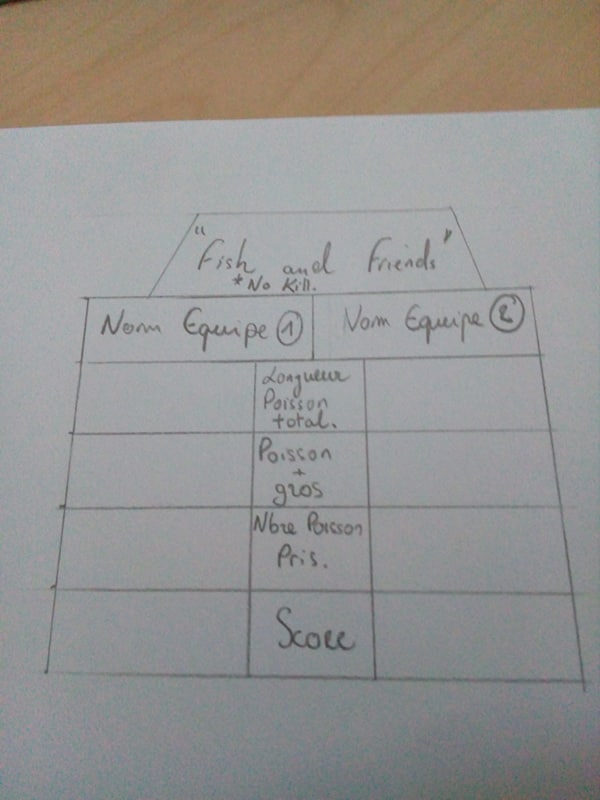 "Fish and Friends"
*No Kill.
Nom Equipe 1 Nom Equipe 2
Longueur
Poisson
total.
Poisson
+
gros
Nbre Poisson
Pris.
Score